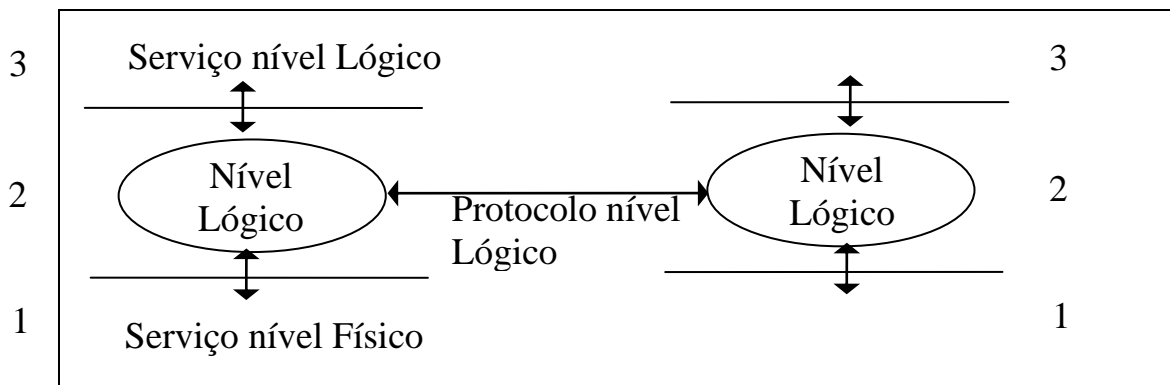 3
Serviço nível Lógico
3
Nível
Lógico
Nível
Lógico
2
2
Protocolo nível
Lógico
1
Serviço nível Físico
1